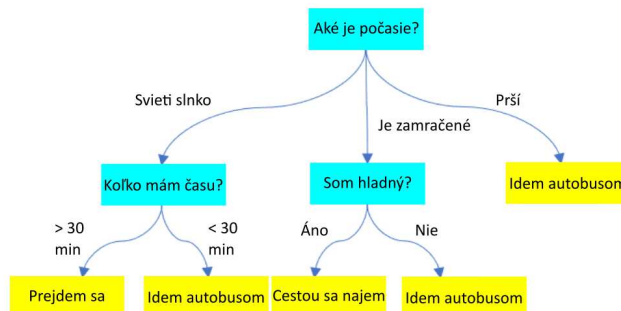 Aké je počasie?
Svieti slnko
Je zamračené
Prší
Koľko mám času?
Som hladný?
Idem autobusom
> 30
min
< 30
min
Áno
Nie
Prejdem sa
Idem autobusom
Cestou sa najem
Idem autobusom